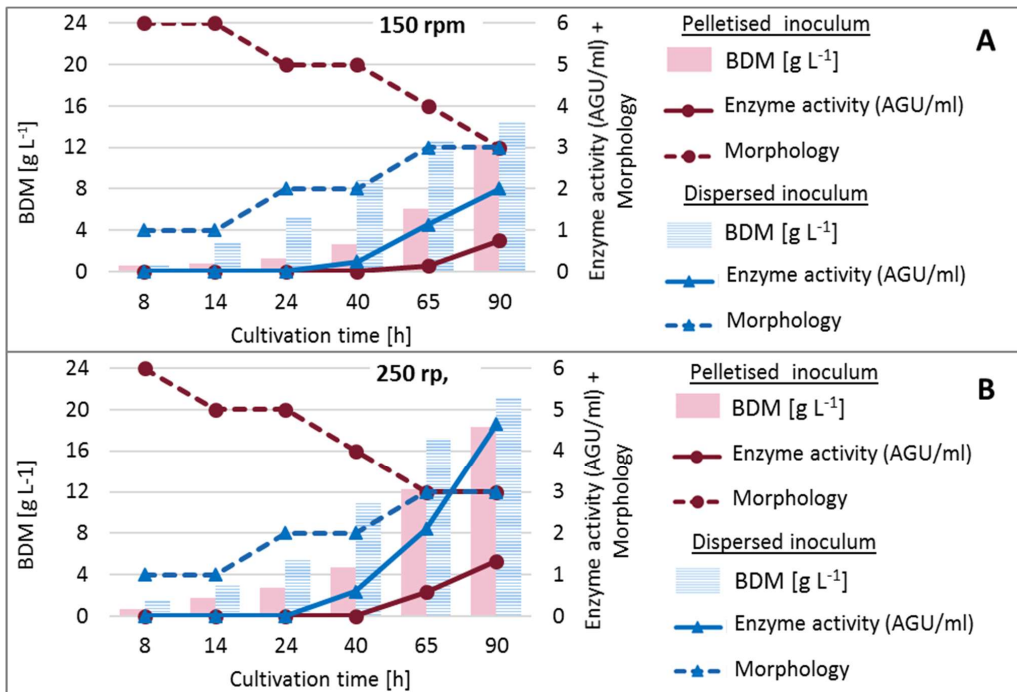 150 rpm
A
24
20
16
12
8
4
0
BDM [g L-1]
6
5
4
3
2
1
0
Enzyme activity (AGU/ml) +
Morphology
8 14 24 40 65 90
Cultivation time [h]
Pelletised inoculum
BDM [g L-1]
Enzyme activity (AGU/ml)
Morphology
Dispersed inoculum
BDM [g L-1]
Enzyme activity (AGU/ml)
Morphology
250 rp,
B
24
20
16
12
8
4
0
BDM [g L-1]
6
5
4
3
2
1
0
Enzyme activity (AGU/ml) +
Morphology
8 14 24 40 65 90
Cultivation time [h]
Pelletised inoculum
BDM [g L-1]
Enzyme activity (AGU/ml)
Morphology
Dispersed inoculum
BDM [g L-1]
Enzyme activity (AGU/ml)
Morphology